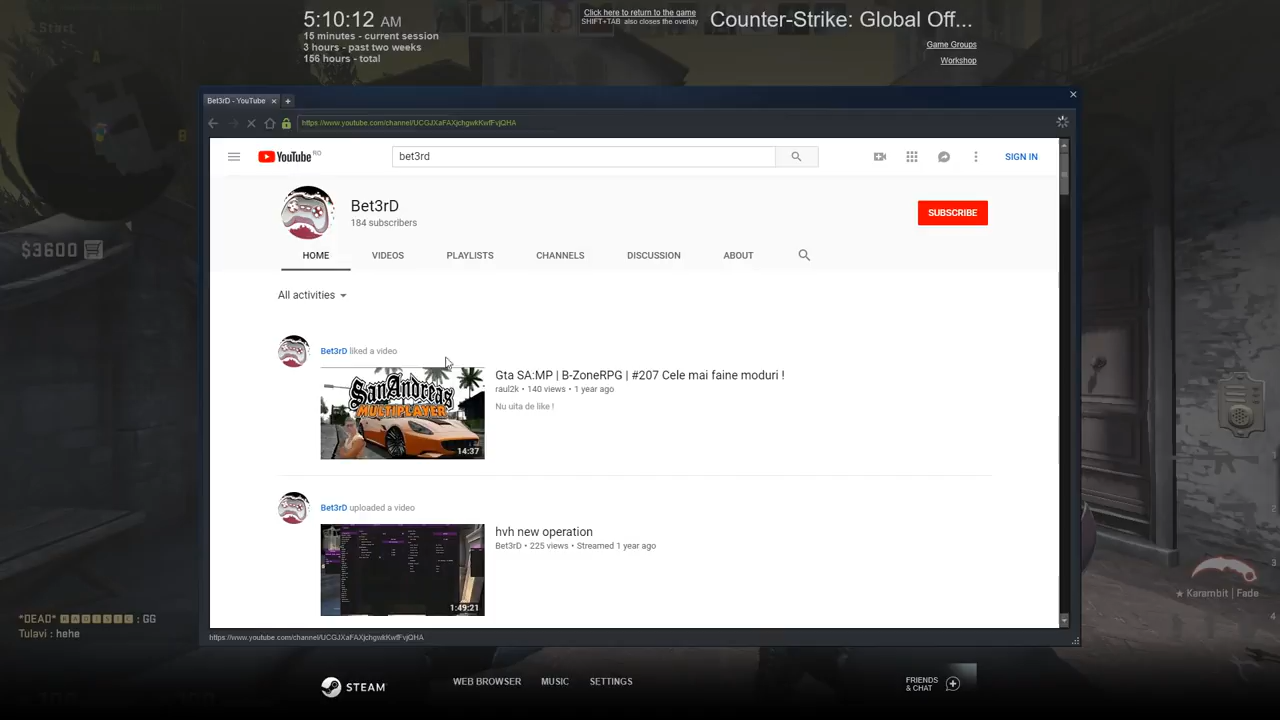 Start
5:10:12 AM
15 minutes - current session
3 hours - past two weeks
156 hours - total
Click here to return to the game
SHIFT+TAB also closes the overlay
Counter-Strike: Global Off...
Game Groups
Workshop
Bet3rD - YouTube
https://www.youtube.com/channel/UCGJXaFAXjchgwkKwfFvjQHA
YouTube RO
bet3rd
SIGN IN
Bet3rD
184 subscribers
SUBSCRIBE
HOME VIDEOS PLAYLISTS CHANNELS DISCUSSION ABOUT
All activities
$3600
Bet3rD liked a video
SanAndreas
MULTIPLAYER
14:37
Gta SA:MP | B-ZoneRPG | #207 Cele mai faine moduri !
raul2k • 140 views • 1 year ago
Nu uita de like !
Bet3rD uploaded a video
1:49:21
hvh new operation
Bet3rD • 225 views • Streamed 1 year ago
★ Karambit | Fade
*DEAD* RADISIC : GG
Tulavi : hehe
https://www.youtube.com/channel/UCGJXaFAXjchgwkKwfFvjQHA
STEAM
WEB BROWSER MUSIC SETTINGS
FRIENDS
& CHAT